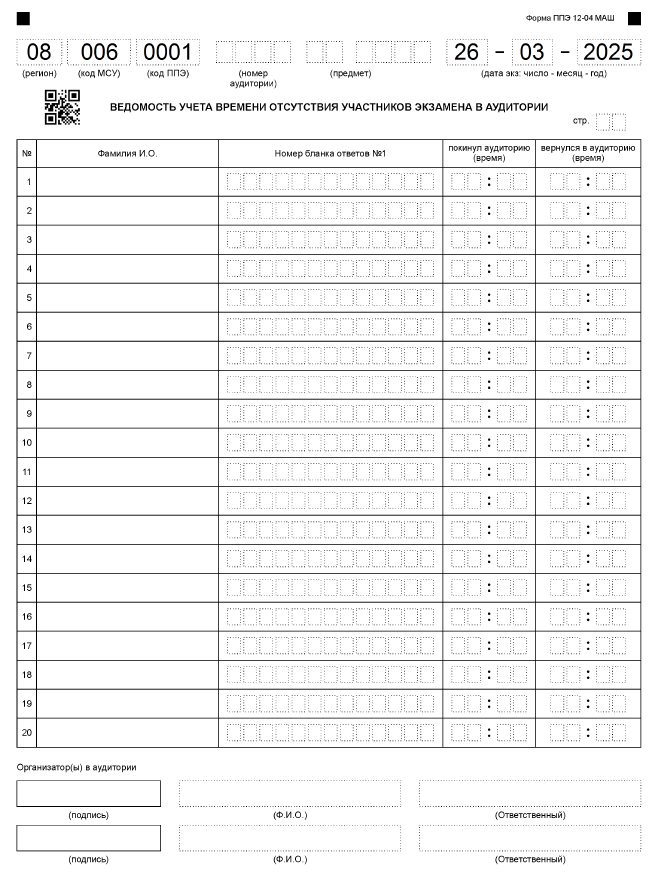 Форма ППЭ 12-04 МАШ
08 006 0001 26 – 03 – 2025
(регион) (код МСУ) (код ППЭ) (номер аудитории) (предмет) (дата экз: число - месяц - год)
ВЕДОМОСТЬ УЧЕТА ВРЕМЕНИ ОТСУТСТВИЯ УЧАСТНИКОВ ЭКЗАМЕНА В АУДИТОРИИ
стр.
№ Фамилия И.О. Номер бланка ответов №1 покинул аудиторию (время) вернулся в аудиторию (время)
1 : :
2 : :
3 : :
4 : :
5 : :
6 : :
7 : :
8 : :
9 : :
10 : :
11 : :
12 : :
13 : :
14 : :
15 : :
16 : :
17 : :
18 : :
19 : :
20 : :
Организатор(ы) в аудитории
(подпись) (Ф.И.О.) (Ответственный)
(подпись) (Ф.И.О.) (Ответственный)